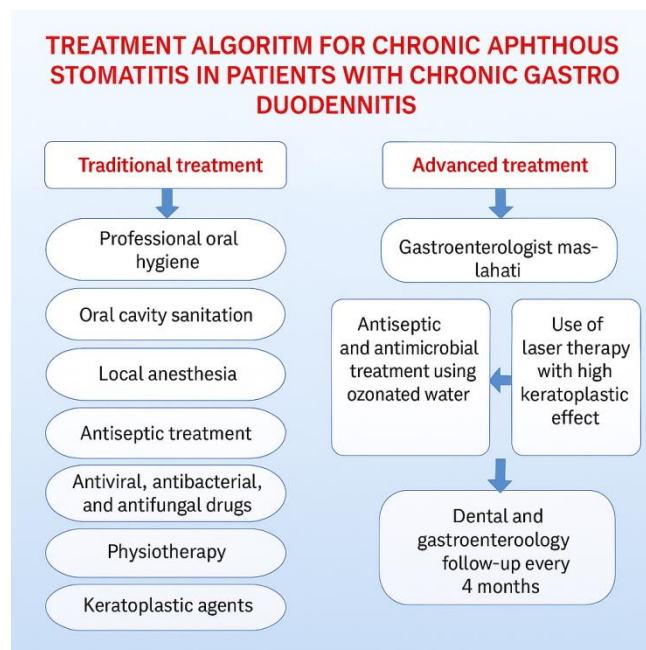 TREATMENT ALGORITM FOR CHRONIC APHTHOUS
STOMATITIS IN PATIENTS WITH CHRONIC GASTRO
DUODENNITIS
Traditional treatment
Professional oral
hygiene
Oral cavity sanitation
Local anesthesia
Antiseptic treatment
Antiviral, antibacterial,
and antifungal drugs
Physiotherapy
Keratoplastic agents
Advanced treatment
Gastroenterologist mas-
lahati
Antiseptic
and antimicrobial
treatment using
ozonated water
Use of
laser therapy
with high
keratoplastic
effect
Dental and
gastroenteroology
follow-up every
4 months